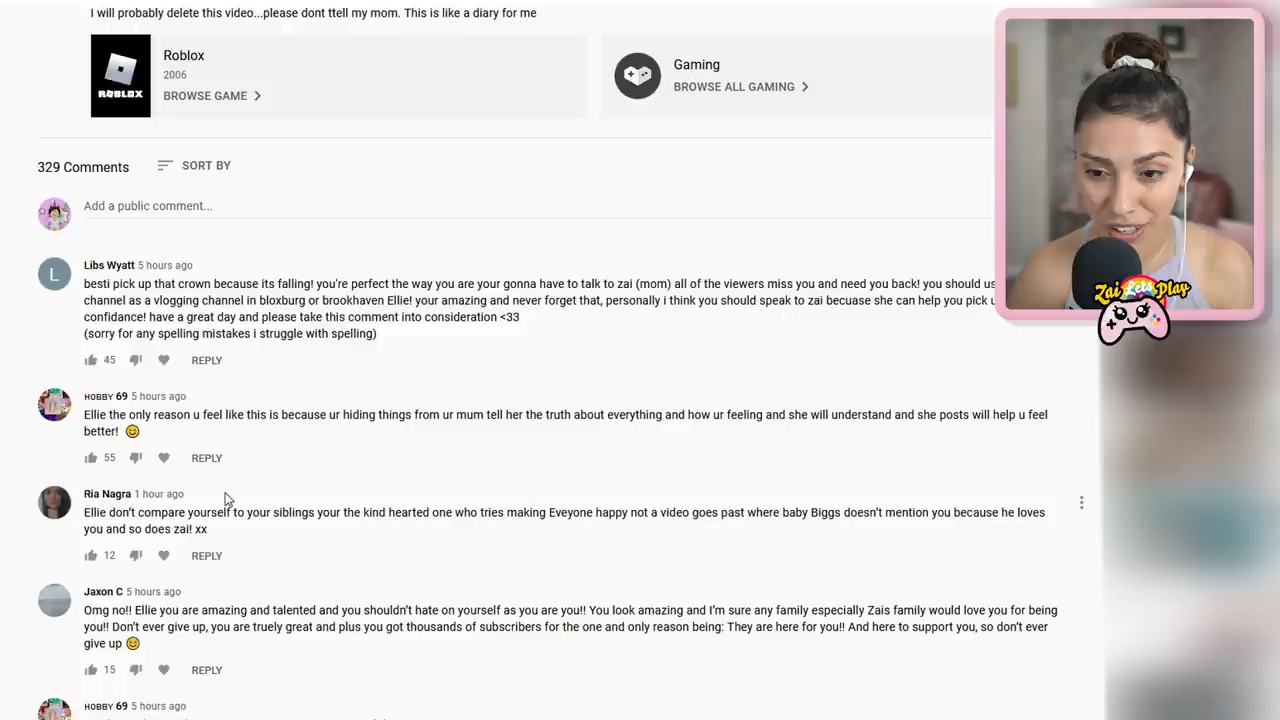 I will probably delete this video...please dont ttell my mom. This is like a diary for me
Roblox
2006
BROWSE GAME
ROBLOX
Gaming
BROWSE ALL GAMING
329 Comments
SORT BY
Add a public comment...
Zai Lets Play
L
Libs Wyatt 5 hours ago
besti pick up that crown because its falling! you're perfect the way you are your gonna have to talk to zai (mom) all of the viewers miss you and need you back! you should us
channel as a vlogging channel in bloxburg or brookhaven Ellie! your amazing and never forget that, personally i think you should speak to zai becuase she can help you pick u
confidance! have a great day and please take this comment into consideration <33
(sorry for any spelling mistakes i struggle with spelling)
45 REPLY
HOBBY 69 5 hours ago
Ellie the only reason u feel like this is because ur hiding things from ur mum tell her the truth about everything and how ur feeling and she will understand and she posts will help u feel
better! 😊
55 REPLY
Ria Nagra 1 hour ago
Ellie don't compare yourself to your siblings your the kind hearted one who tries making Eveyone happy not a video goes past where baby Biggs doesn't mention you because he loves
you and so does zai! xx
12 REPLY
Jaxon C 5 hours ago
Omg no!! Ellie you are amazing and talented and you shouldn't hate on yourself as you are you!! You look amazing and I'm sure any family especially Zais family would love you for being
you!! Don't ever give up, you are truely great and plus you got thousands of subscribers for the one and only reason being: They are here for you!! And here to support you, so don't ever
give up 😊
15 REPLY
HOBBY 69 5 hours ago